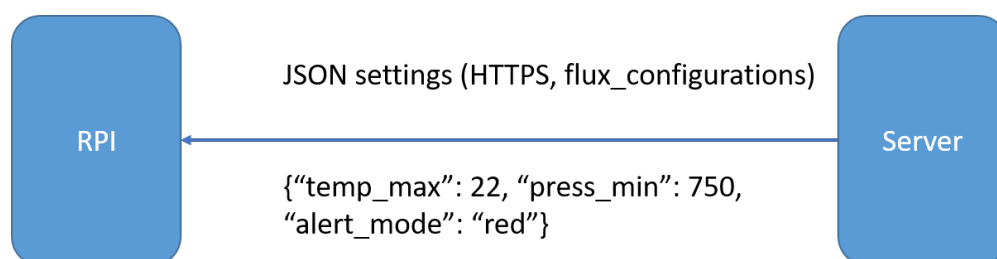 JSON settings (HTTPS, flux_configurations)
RPI
Server
{“temp_max”: 22, “press_min”: 750,
“alert_mode”: “red”}